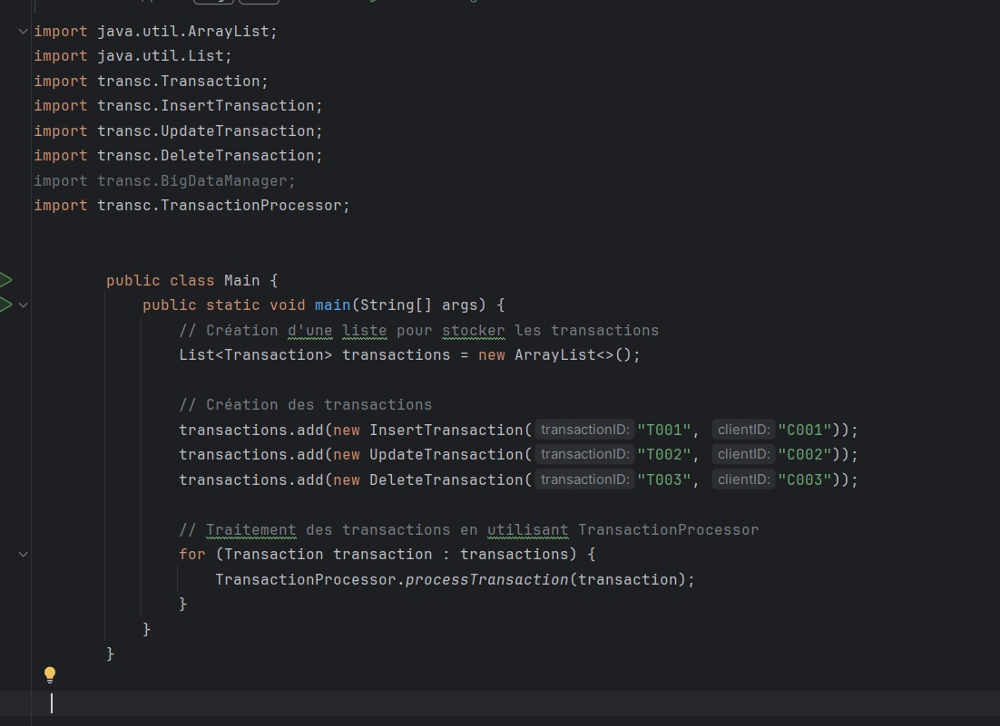 import java.util.ArrayList;
import java.util.List;
import transc.Transaction;
import transc.InsertTransaction;
import transc.UpdateTransaction;
import transc.DeleteTransaction;
import transc.BigDataManager;
import transc.TransactionProcessor;
public class Main {
public static void main(String[] args) {
// Création d'une liste pour stocker les transactions
List<Transaction> transactions = new ArrayList<>();
// Création des transactions
transactions.add(new InsertTransaction( transactionID: "T001", clientID: "C001"));
transactions.add(new UpdateTransaction( transactionID: "T002", clientID: "C002"));
transactions.add(new DeleteTransaction( transactionID: "T003", clientID: "C003"));
// Traitement des transactions en utilisant TransactionProcessor
for (Transaction transaction : transactions) {
TransactionProcessor.processTransaction(transaction);
}
}
}